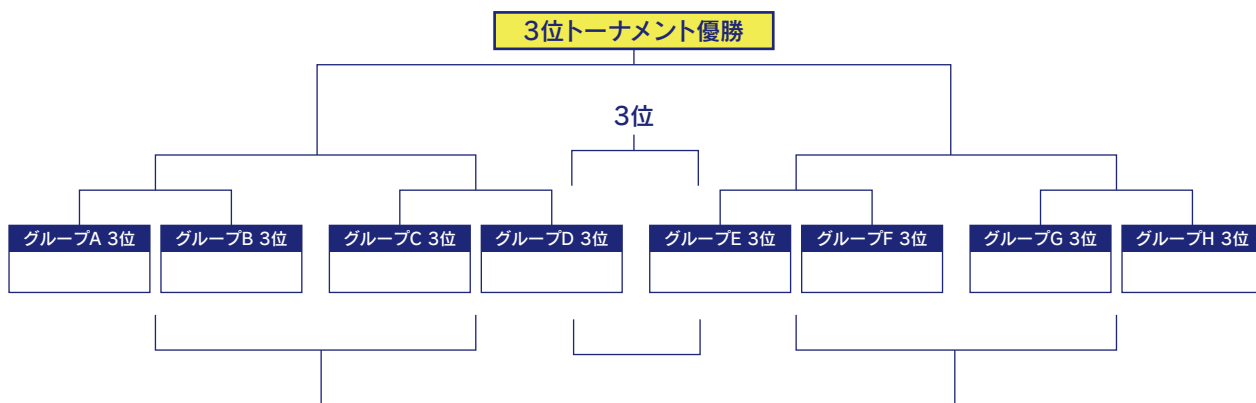 3位トーナメント優勝
3位
グループA 3位
グループB 3位
グループC 3位
グループD 3位
グループE 3位
グループF 3位
グループG 3位
グループH 3位